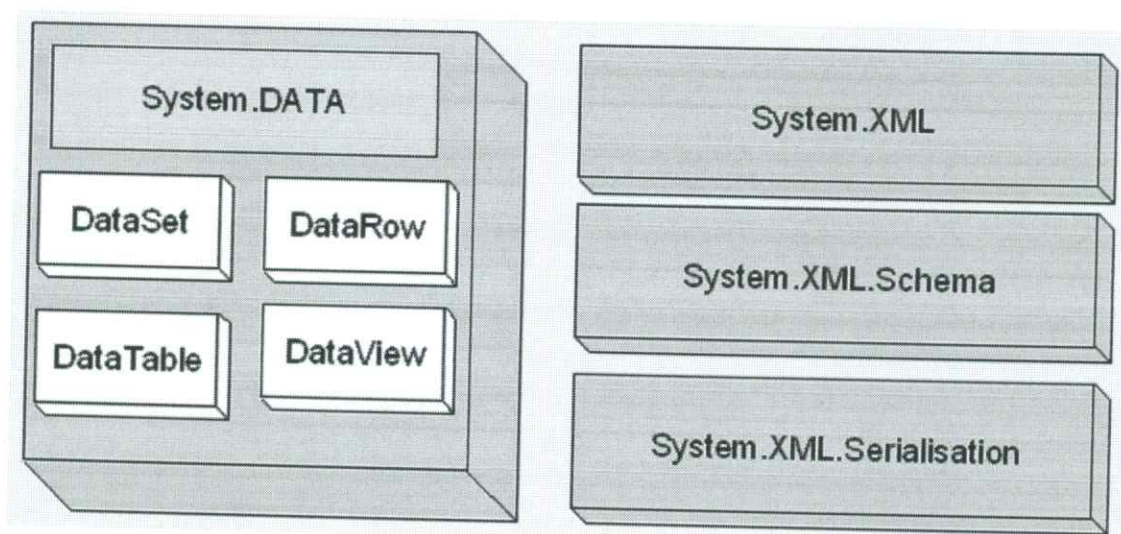 System.DATA
DataSet
DataRow
DataTable
DataView
System.XML
System.XML.Schema
System.XML.Serialisation